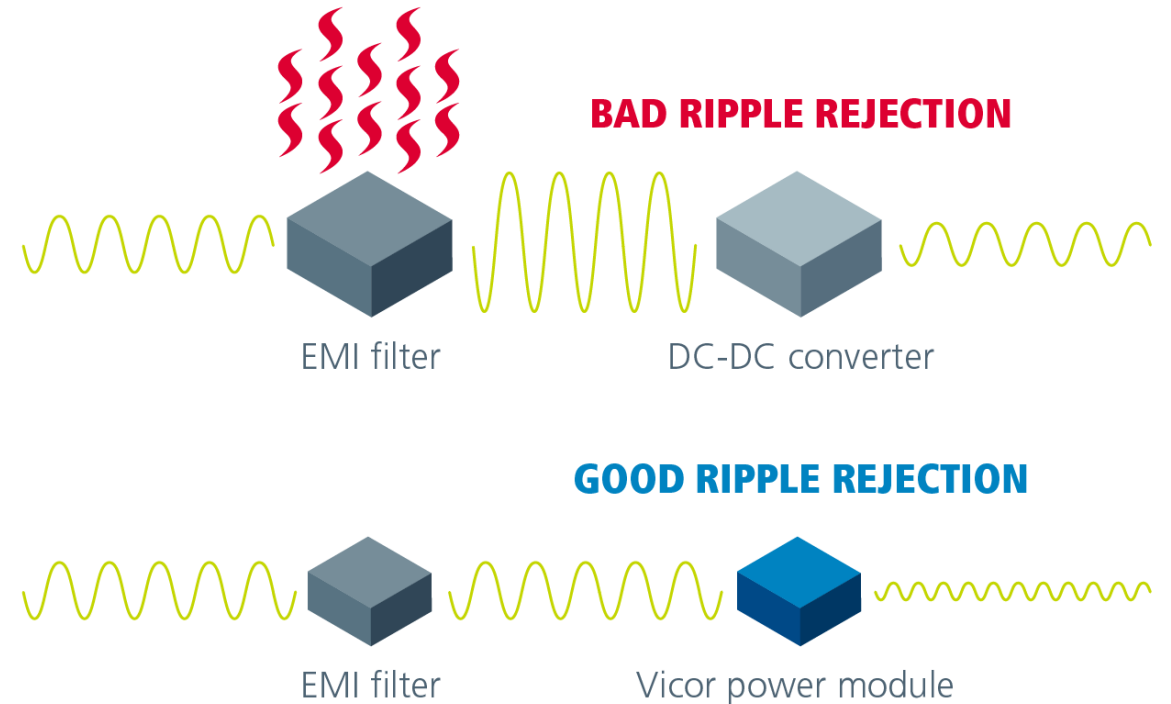 BAD RIPPLE REJECTION
EMI filter
DC-DC converter
GOOD RIPPLE REJECTION
EMI filter
Vicor power module